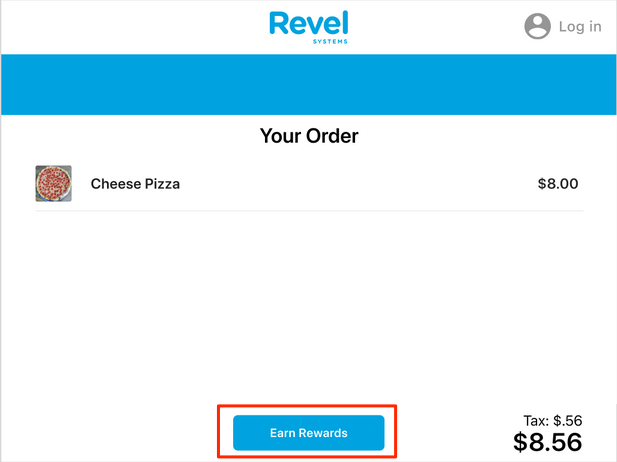 Revel
SYSTEMS
Log in
Your Order
Cheese Pizza $8.00
Earn Rewards
Tax: $.56
$8.56